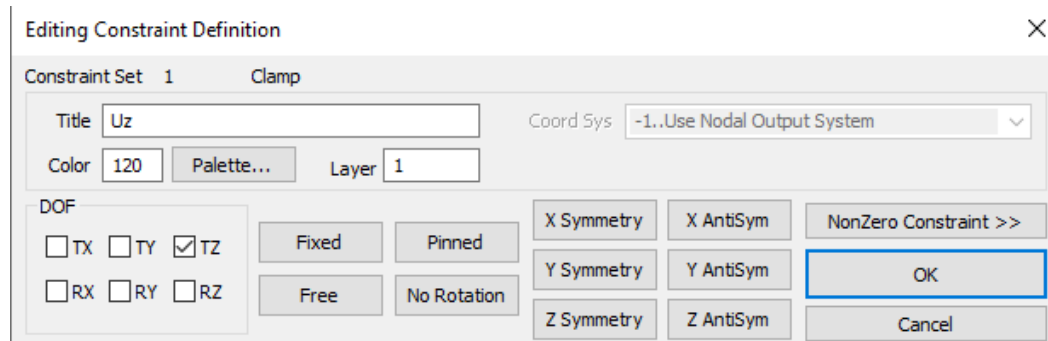 Editing Constraint Definition
Constraint Set 1 Clamp
Title Uz Coord Sys -1..Use Nodal Output System
Color 120 Palette... Layer 1
DOF
TX TY TZ
RX RY RZ
Fixed Pinned
Free No Rotation
X Symmetry X AntiSym
Y Symmetry Y AntiSym
Z Symmetry Z AntiSym
NonZero Constraint >>
OK
Cancel